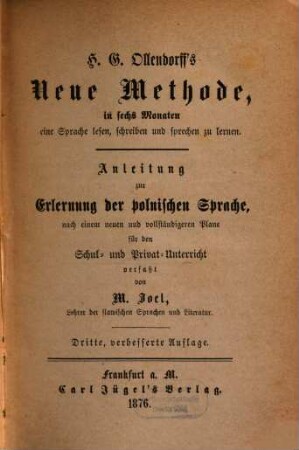 H. G. Ollendorff's
Neue Methode,
in sechs Monaten
eine Sprache lesen, schreiben und sprechen zu lernen.
Anleitung
zur
Erlernung der polnischen Sprache,
nach einem neuen und vollständigeren Plane
für den
Schul- und Privat-Unterricht
verfaßt
von
M. Joel,
Lehrer der slawischen Sprachen und Literatur.
Dritte, verbesserte Auflage.
Frankfurt a. M.
Carl Jügel's Verlag.
1876.